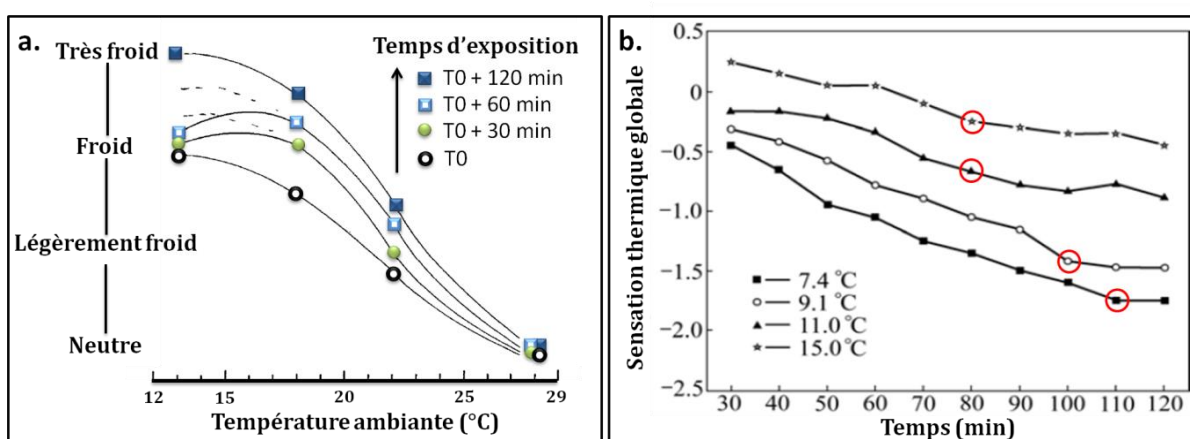 a.
Très froid
Froid
Légèrement froid
Neutre
Temps d'exposition
T0 + 120 min
T0 + 60 min
T0 + 30 min
T0
12 15 20 25 29
Température ambiante (°C)
b.
Sensation thermique globale
0.5
0
−0.5
−1.0
−1.5
−2.0
−2.5
7.4 °C
9.1 °C
11.0 °C
15.0 °C
30 40 50 60 70 80 90 100 110 120
Temps (min)